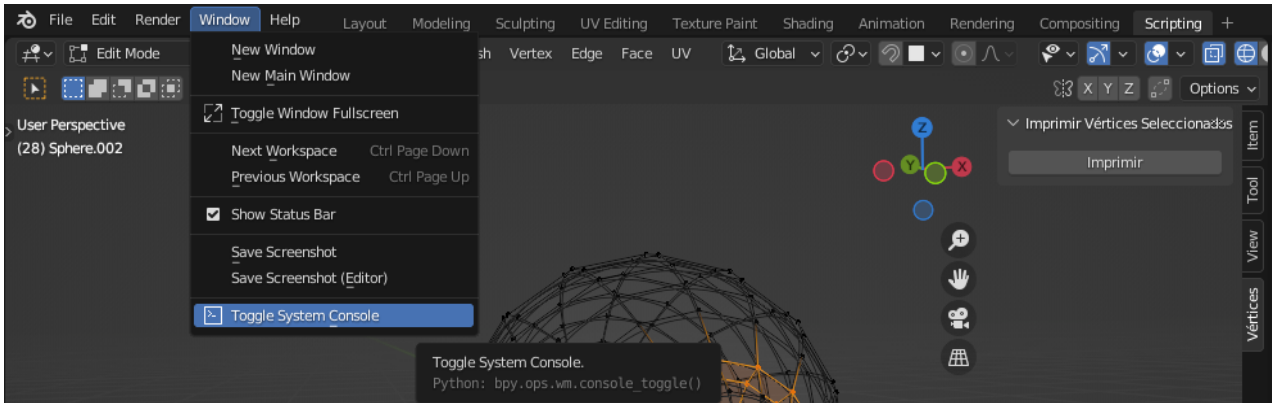 File Edit Render Window Help Layout Modeling Sculpting UV Editing Texture Paint Shading Animation Rendering Compositing Scripting +
Edit Mode
Vertex Edge Face UV Global
X Y Z Options
User Perspective
(28) Sphere.002
New Window
New Main Window
Toggle Window Fullscreen
Next Workspace Ctrl Page Down
Previous Workspace Ctrl Page Up
Show Status Bar
Save Screenshot
Save Screenshot (Editor)
Toggle System Console
Toggle System Console.
Python: bpy.ops.wm.console_toggle()
Z
Y
X
Imprimir Vértices Seleccionados
Imprimir
Item
Tool
View
Vértices